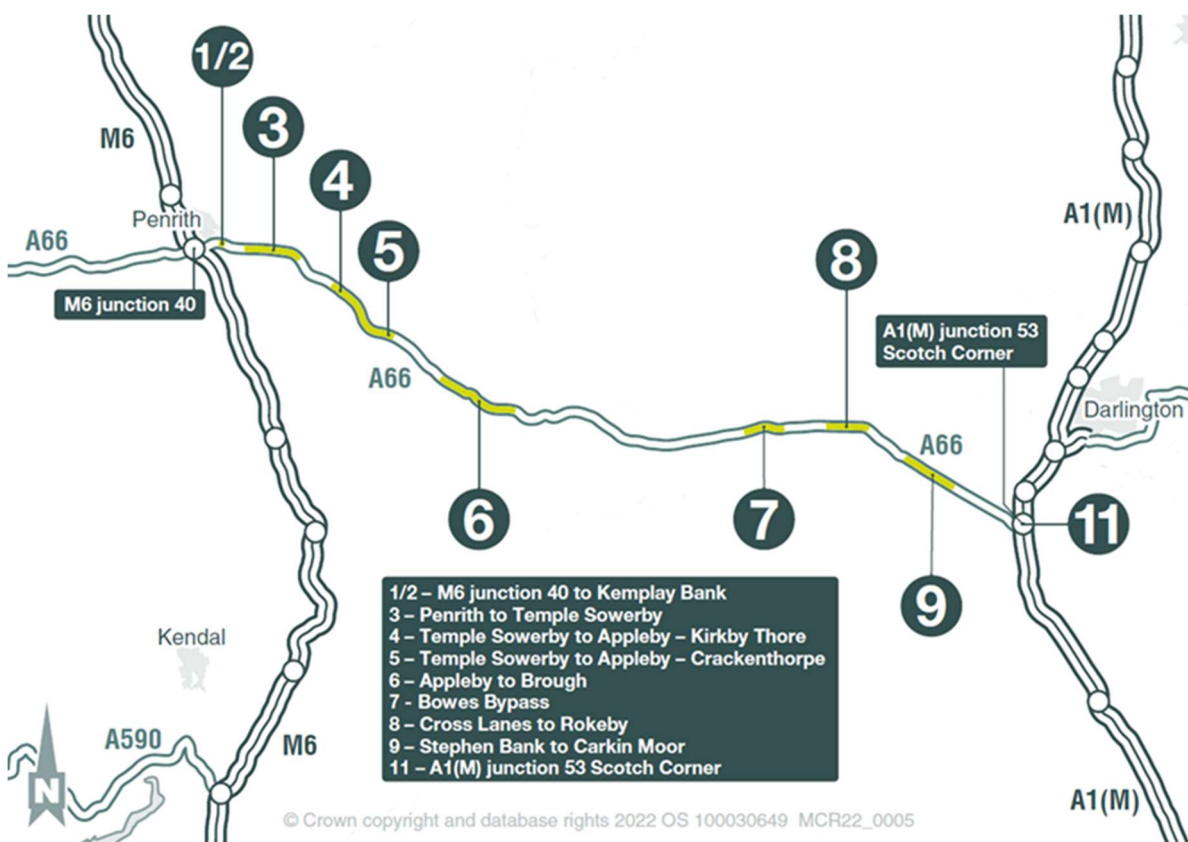 1/2
M6
3
4
Penrith
A1(M)
A66
5
8
M6 junction 40
A1(M) junction 53
Scotch Corner
A66
Darlington
A66
6
7
11
9
1/2 – M6 junction 40 to Kemplay Bank
3 – Penrith to Temple Sowerby
4 – Temple Sowerby to Appleby – Kirkby Thore
5 – Temple Sowerby to Appleby – Crackenthorpe
6 – Appleby to Brough
7 - Bowes Bypass
8 – Cross Lanes to Rokeby
9 – Stephen Bank to Carkin Moor
11 – A1(M) junction 53 Scotch Corner
Kendal
A590
M6
N
A1(M)
© Crown copyright and database rights 2022 OS 100030649 MCR22_0005